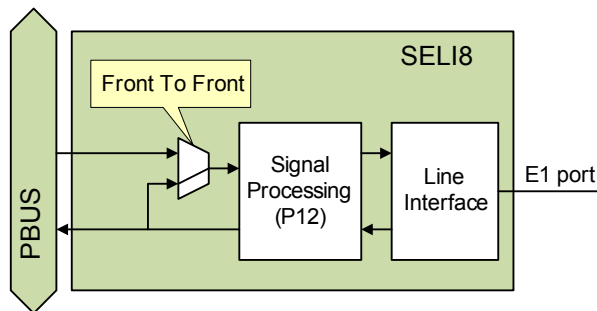 SELI8
Front To Front
Signal
Processing
(P12)
Line
Interface
E1 port
PBUS